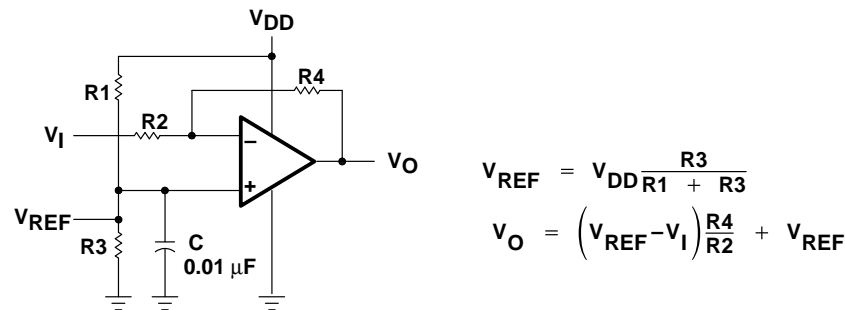 VDD
R4
R1
R2
VI
−
+
VO
VREF
R3
C
0.01 μF
VREF = VDD R3 / R1 + R3
VO = (VREF−VI) R4 / R2 + VREF